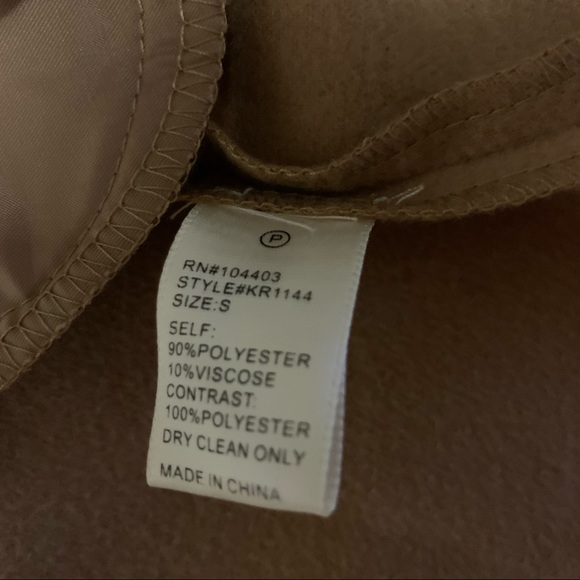 P
RN#104403
STYLE#KR1144
SIZE:S
SELF:
90%POLYESTER
10%VISCOSE
CONTRAST:
100%POLYESTER
DRY CLEAN ONLY
MADE IN CHINA